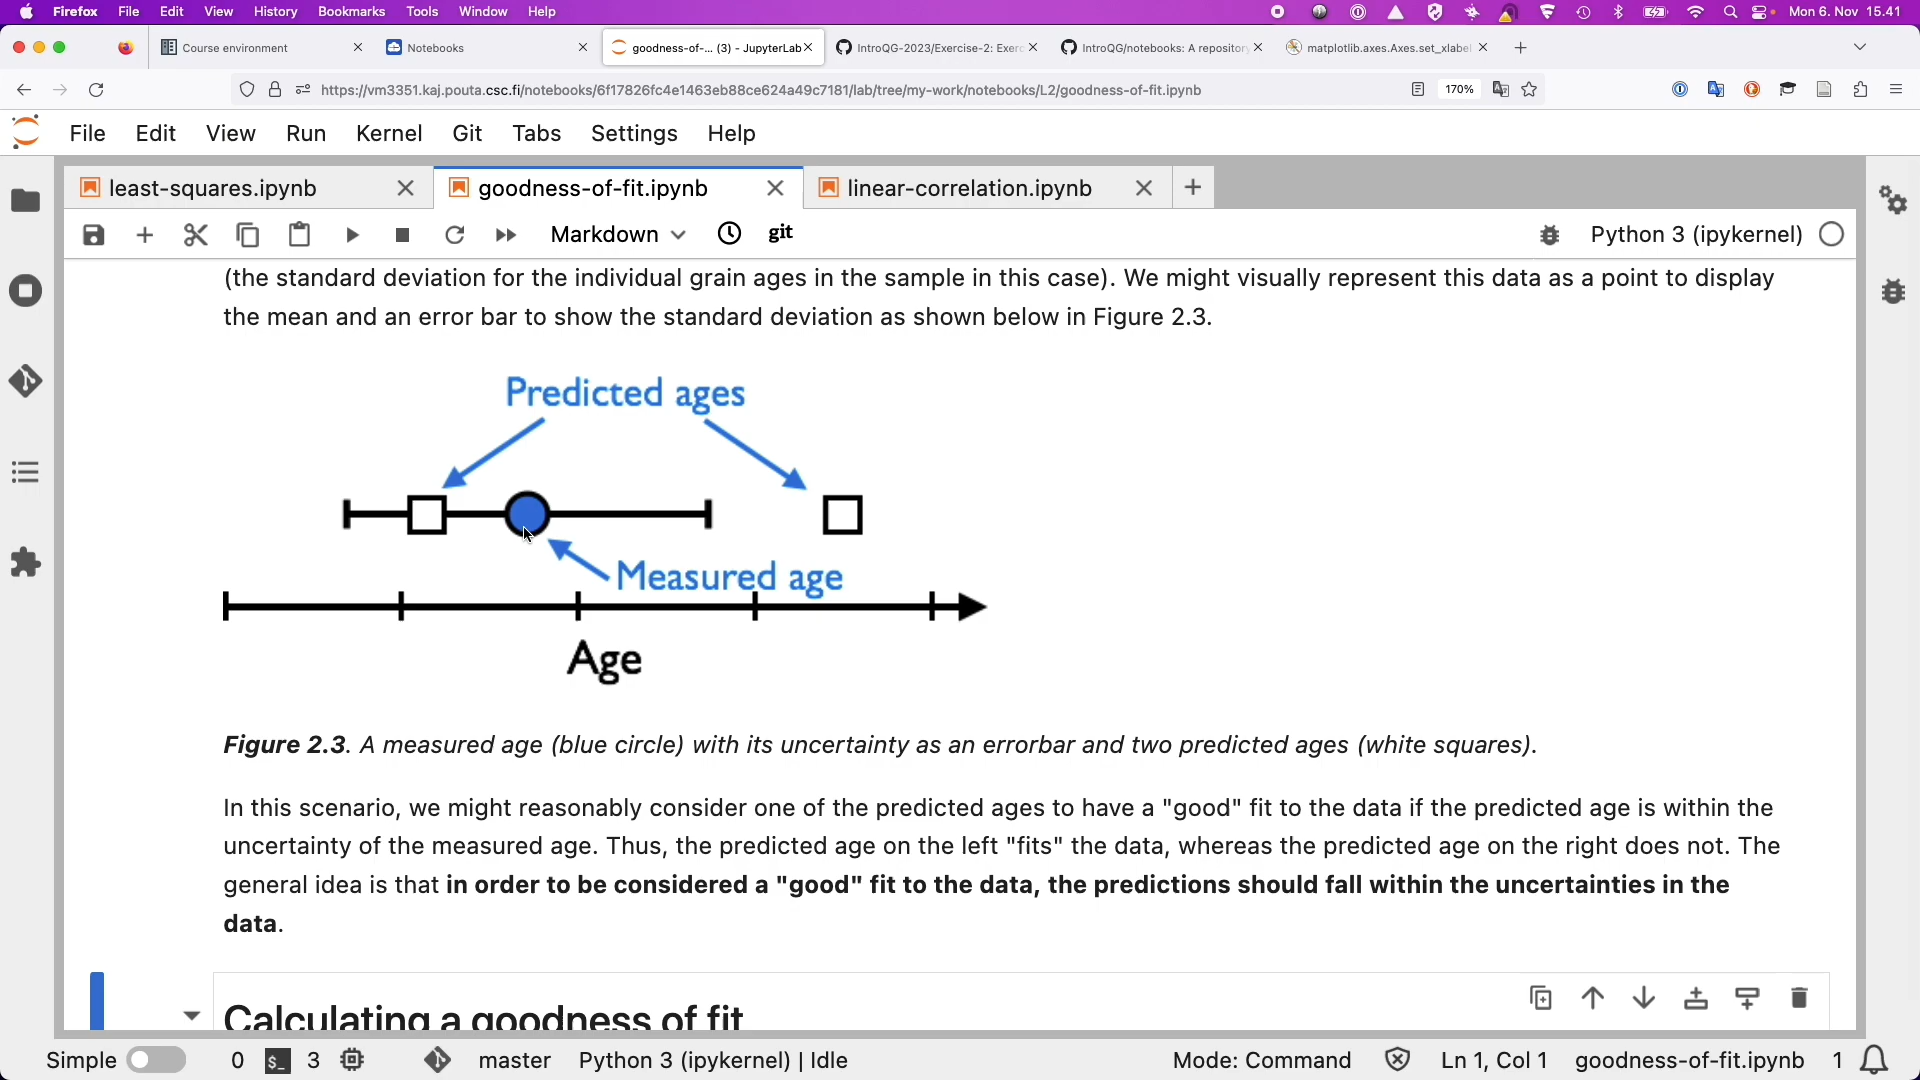 Firefox File Edit View History Bookmarks Tools Window Help Mon 6. Nov 15.41
Course environment Notebooks goodness-of-... (3) - JupyterLab IntroQG-2023/Exercise-2: Exerc IntroQG/notebooks: A repository matplotlib.axes.Axes.set_xlabel
https://vm3351.kaj.pouta.csc.fi/notebooks/6f17826fc4e1463eb88ce624a49c7181/lab/tree/my-work/notebooks/L2/goodness-of-fit.ipynb 170%
File Edit View Run Kernel Git Tabs Settings Help
least-squares.ipynb goodness-of-fit.ipynb linear-correlation.ipynb
Markdown git Python 3 (ipykernel)
(the standard deviation for the individual grain ages in the sample in this case). We might visually represent this data as a point to display
the mean and an error bar to show the standard deviation as shown below in Figure 2.3.
Predicted ages
Measured age
Age
Figure 2.3. A measured age (blue circle) with its uncertainty as an errorbar and two predicted ages (white squares).
In this scenario, we might reasonably consider one of the predicted ages to have a "good" fit to the data if the predicted age is within the
uncertainty of the measured age. Thus, the predicted age on the left "fits" the data, whereas the predicted age on the right does not. The
general idea is that in order to be considered a "good" fit to the data, the predictions should fall within the uncertainties in the
data.
Calculating a goodness of fit
Simple 0 $_ 3 master Python 3 (ipykernel) | Idle Mode: Command Ln 1, Col 1 goodness-of-fit.ipynb 1